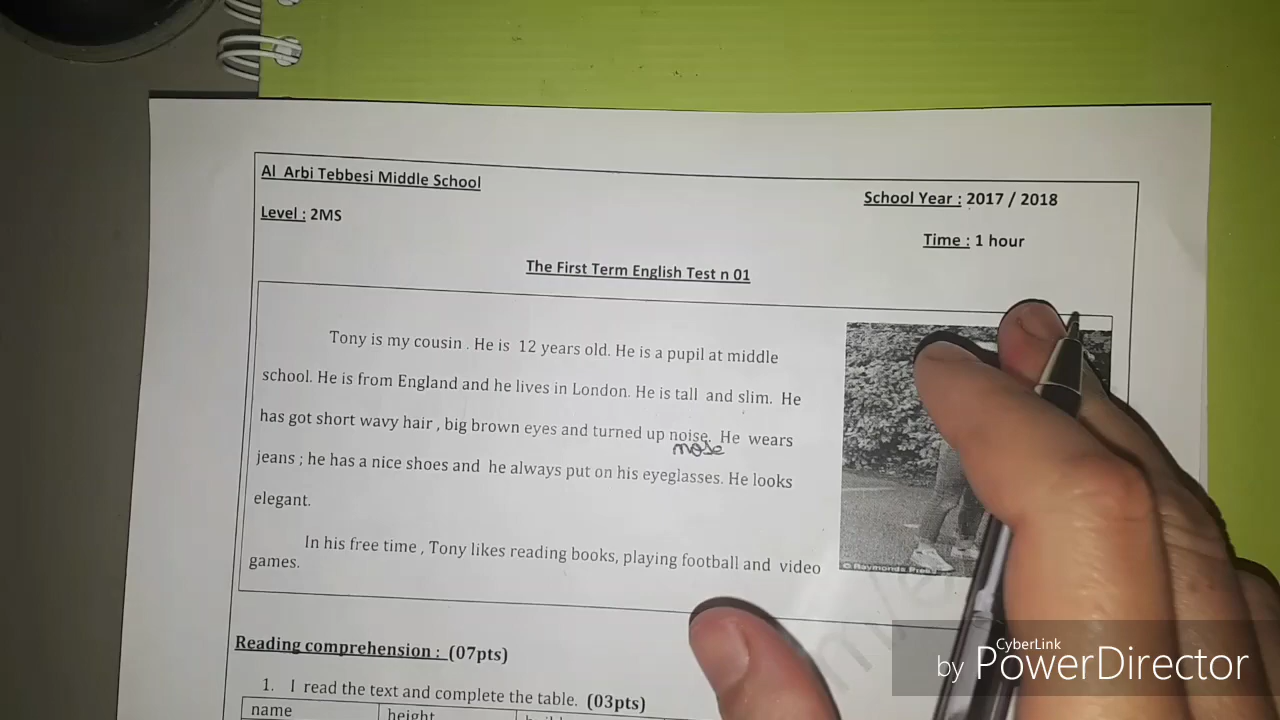 Al Arbi Tebbesi Middle School
School Year : 2017 / 2018
Level : 2MS
Time : 1 hour
The First Term English Test n 01
Tony is my cousin . He is 12 years old. He is a pupil at middle
school. He is from England and he lives in London. He is tall and slim. He
has got short wavy hair , big brown eyes and turned up noise. He wears
nose
jeans ; he has a nice shoes and he always put on his eyeglasses. He looks
elegant.
In his free time , Tony likes reading books, playing football and video
games.
© Raymonds Press
Reading comprehension : (07pts)
1. I read the text and complete the table. (03pts)
name height
CyberLink
by PowerDirector